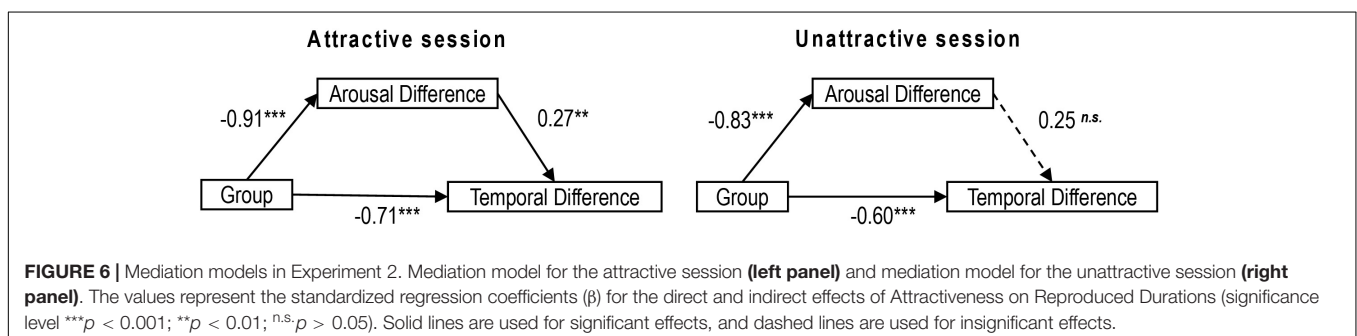 Attractive session
Unattractive session
Arousal Difference
-0.91***
0.27**
Group
Temporal Difference
-0.71***
Arousal Difference
-0.83***
0.25 n.s.
Group
Temporal Difference
-0.60***
FIGURE 6 | Mediation models in Experiment 2. Mediation model for the attractive session (left panel) and mediation model for the unattractive session (right
panel). The values represent the standardized regression coefficients (β) for the direct and indirect effects of Attractiveness on Reproduced Durations (significance
level ***p < 0.001; **p < 0.01; n.s.p > 0.05). Solid lines are used for significant effects, and dashed lines are used for insignificant effects.